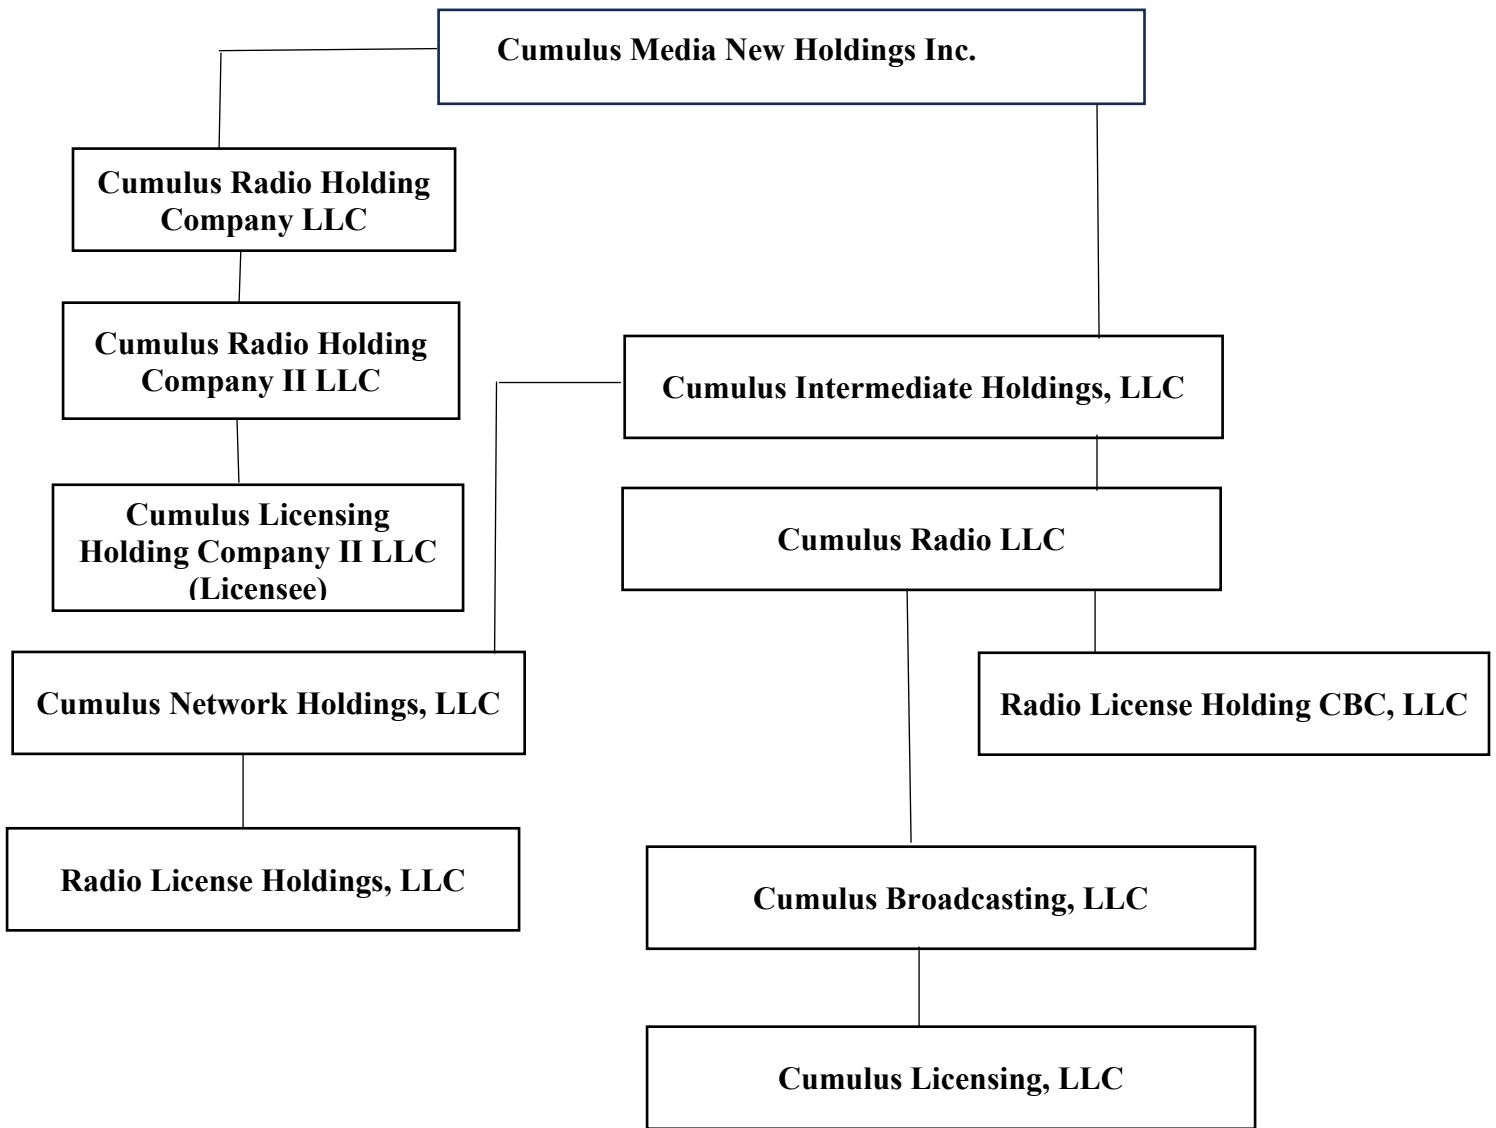 Cumulus Media New Holdings Inc.
Cumulus Radio Holding
Company LLC
Cumulus Radio Holding
Company II LLC
Cumulus Intermediate Holdings, LLC
Cumulus Licensing
Holding Company II LLC
(Licensee)
Cumulus Radio LLC
Cumulus Network Holdings, LLC
Radio License Holding CBC, LLC
Radio License Holdings, LLC
Cumulus Broadcasting, LLC
Cumulus Licensing, LLC